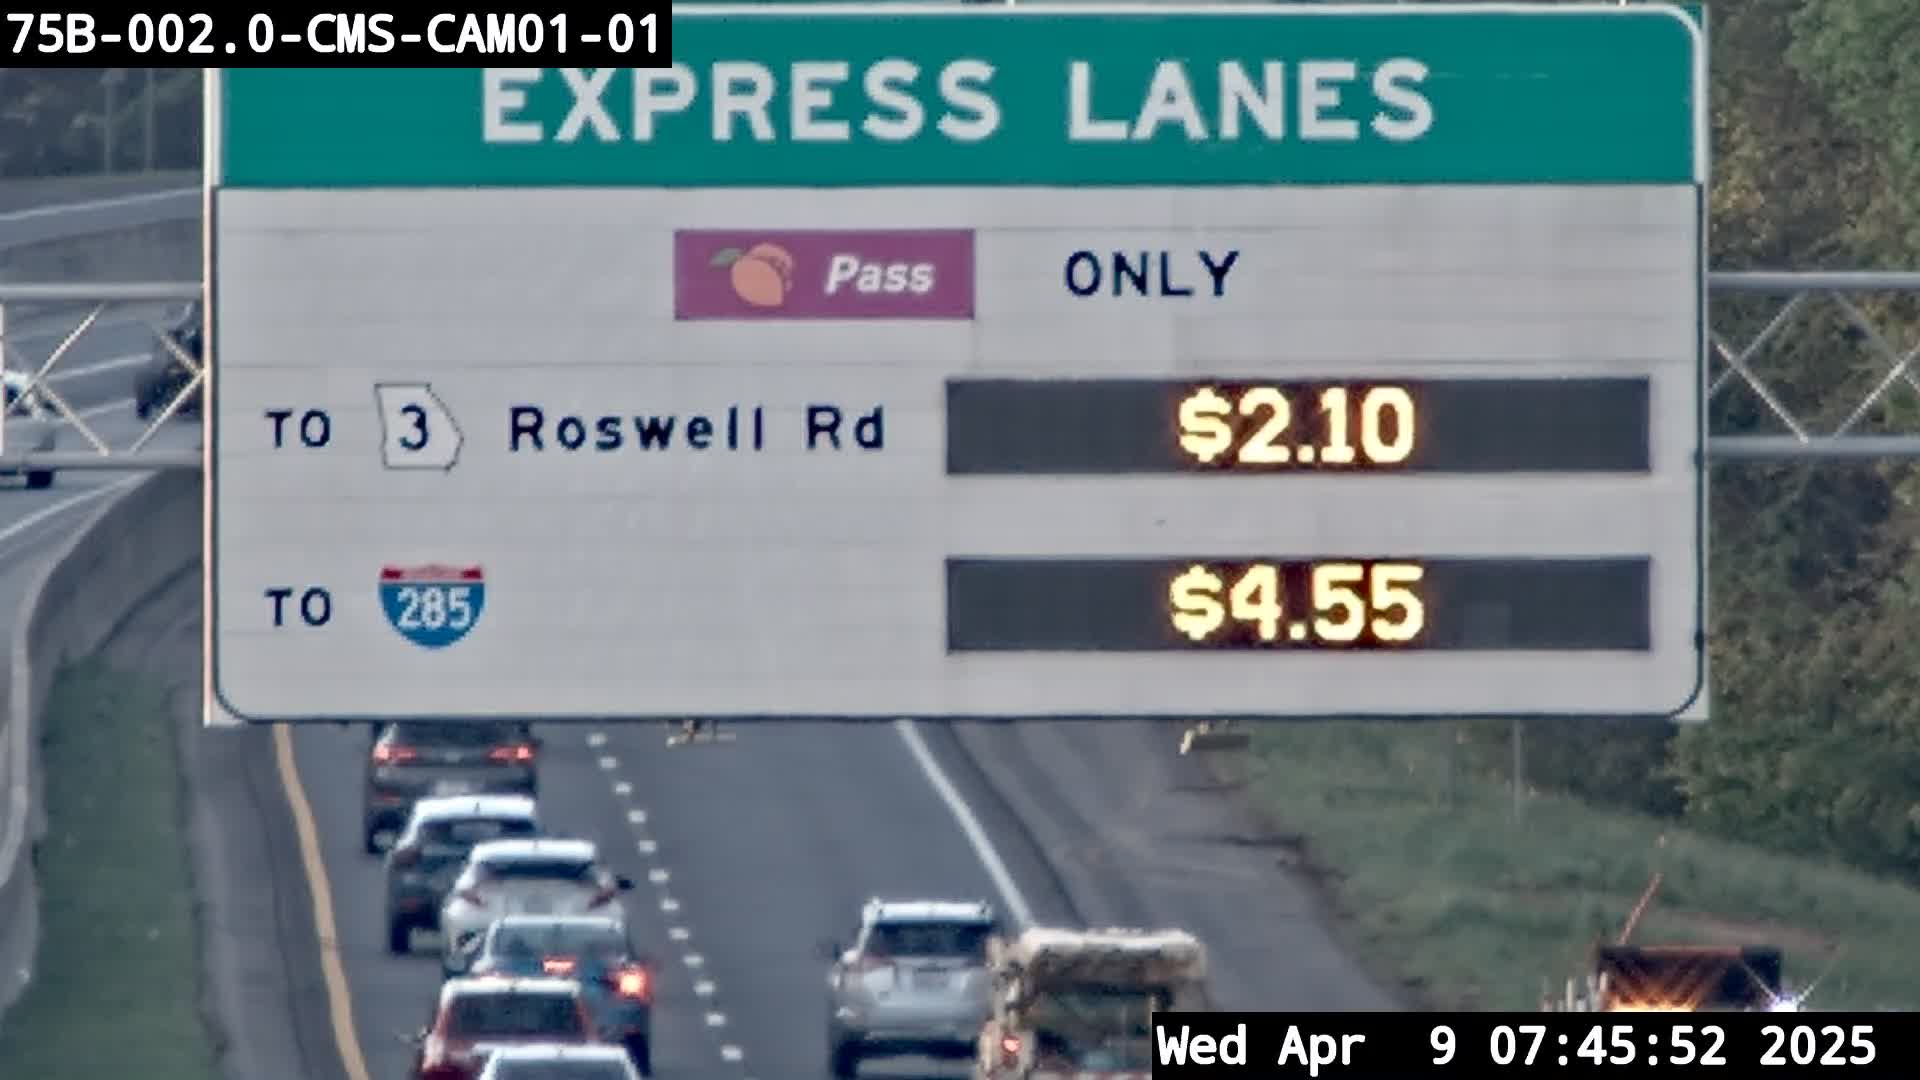 75B-002.0-CMS-CAM01-01
EXPRESS LANES
Pass ONLY
TO 3 Roswell Rd $2.10
TO 285 $4.55
Wed Apr 9 07:45:52 2025